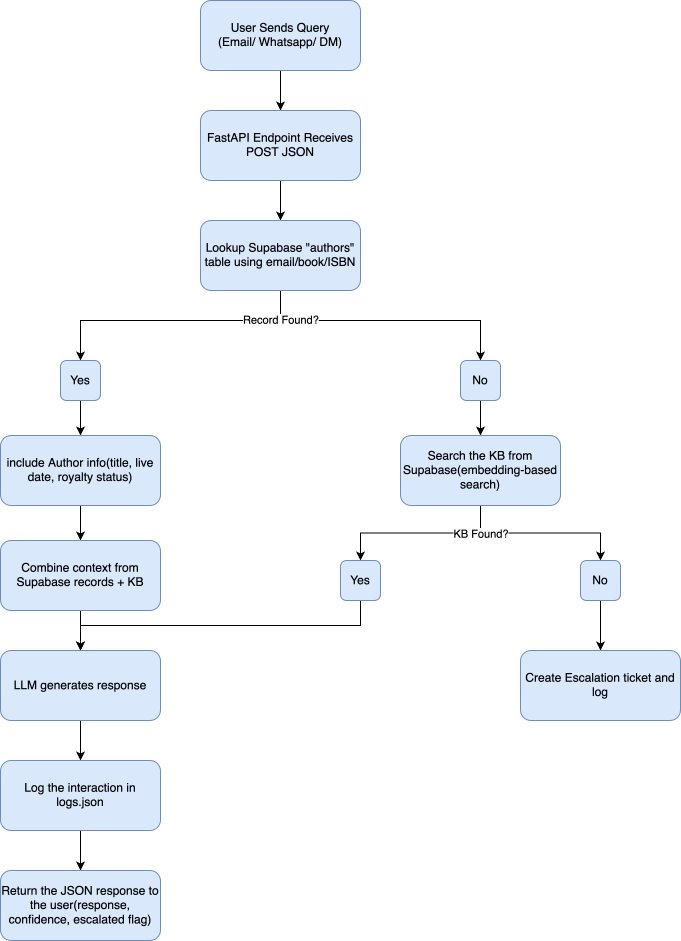 User Sends Query
(Email/ Whatsapp/ DM)
FastAPI Endpoint Receives
POST JSON
Lookup Supabase "authors"
table using email/book/ISBN
Record Found?
Yes
No
include Author info(title, live
date, royalty status)
Search the KB from
Supabase(embedding-based
search)
KB Found?
Combine context from
Supabase records + KB
Yes
No
LLM generates response
Create Escalation ticket and
log
Log the interaction in
logs.json
Return the JSON response to
the user(response,
confidence, escalated flag)